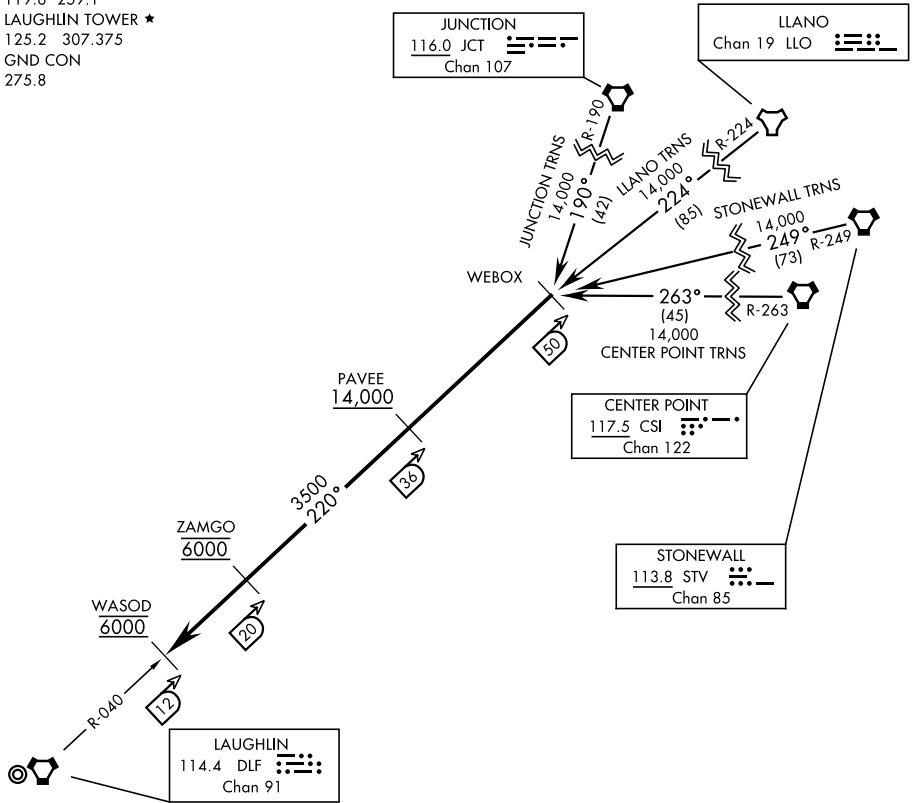 119.6 259.1
LAUGHLIN TOWER ★
125.2 307.375
GND CON
275.8
JUNCTION
116.0 JCT
Chan 107
LLANO
Chan 19 LLO
R-190
R-224
JUNCTION TRNS
14,000
190°
(42)
LLANO TRNS
14,000
224°
(85)
STONEWALL TRNS
14,000
249°
(73)
R-249
WEBOX
263°
(45)
14,000
R-263
CENTER POINT TRNS
50
PAVEE
14,000
36
CENTER POINT
117.5 CSI
Chan 122
3500
220°
ZAMGO
6000
20
STONEWALL
113.8 STV
Chan 85
WASOD
6000
12
R-040
LAUGHLIN
114.4 DLF
Chan 91